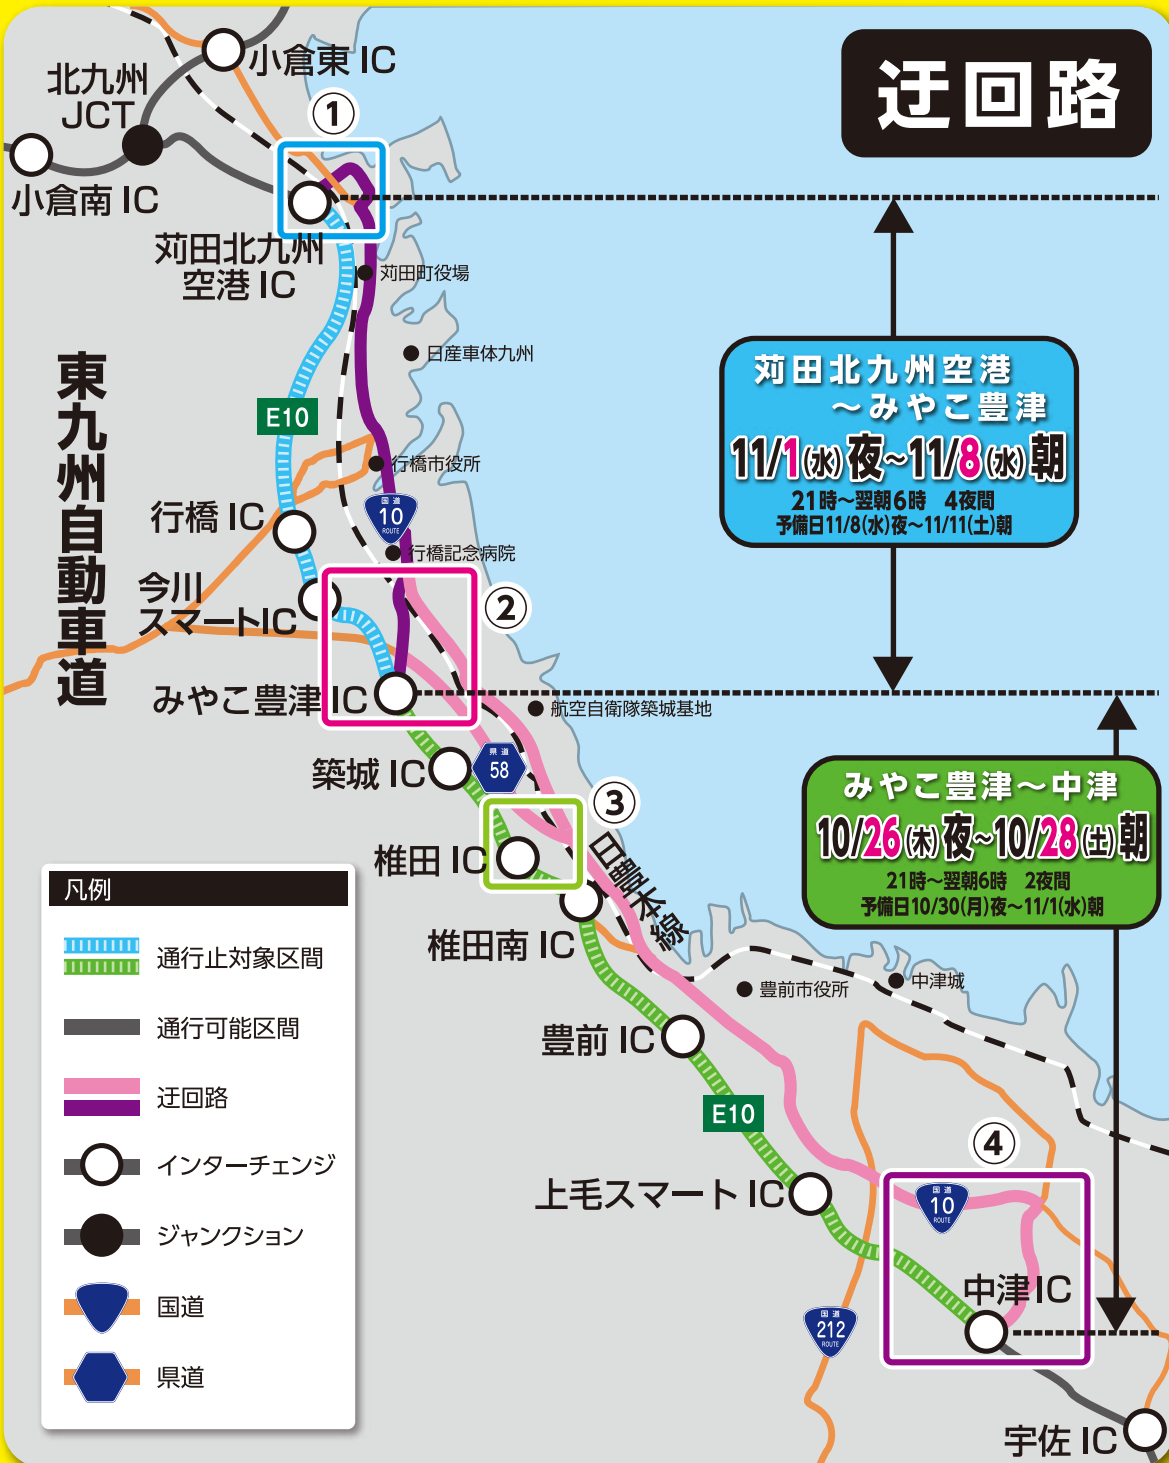 迂回路
小倉東 IC
北九州
JCT
①
小倉南 IC
苅田北九州
空港 IC
苅田町役場
日産車体九州
東九州自動車道
E10
苅田北九州空港
～みやこ豊津
11/1(水)夜～11/8(水)朝
21時～翌朝6時 4夜間
予備日11/8(水)夜～11/11(土)朝
行橋市役所
行橋 IC
国道
10
ROUTE
行橋記念病院
今川
スマートIC
②
みやこ豊津 IC
航空自衛隊築城基地
築城 IC
県道
58
③
みやこ豊津～中津
10/26(木)夜～10/28(土)朝
21時～翌朝6時 2夜間
予備日10/30(月)夜～11/1(水)朝
椎田 IC
日豊本線
椎田南 IC
豊前市役所
中津城
豊前 IC
E10
④
上毛スマート IC
国道
10
ROUTE
中津 IC
国道
212
ROUTE
宇佐 IC
凡例
通行止対象区間
通行可能区間
迂回路
インターチェンジ
ジャンクション
国道
県道